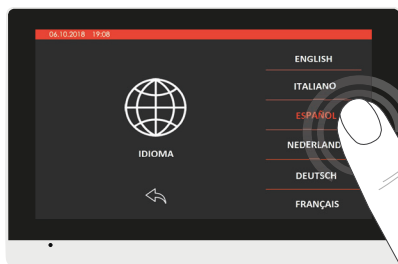 06.10.2018 19:08
ENGLISH
ITALIANO
ESPAÑOL
NEDERLAND
DEUTSCH
FRANÇAIS
IDIOMA